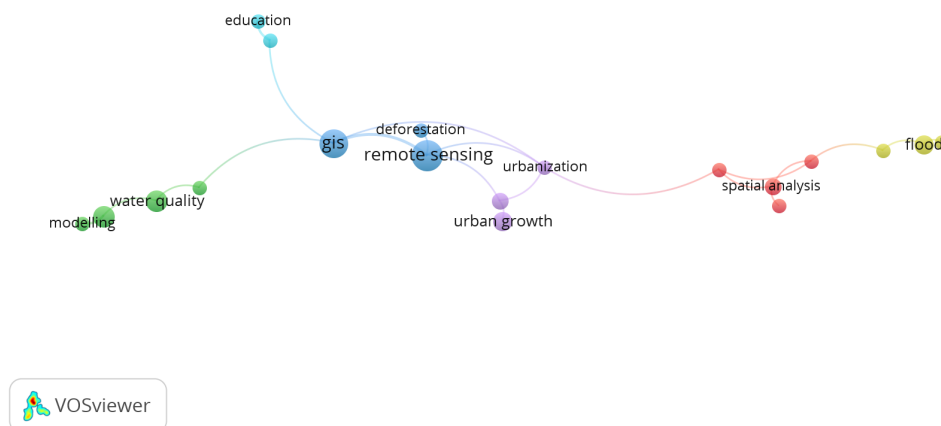 education
deforestation
gis
remote sensing
flood
urbanization
spatial analysis
water quality
modelling
urban growth
VOSviewer